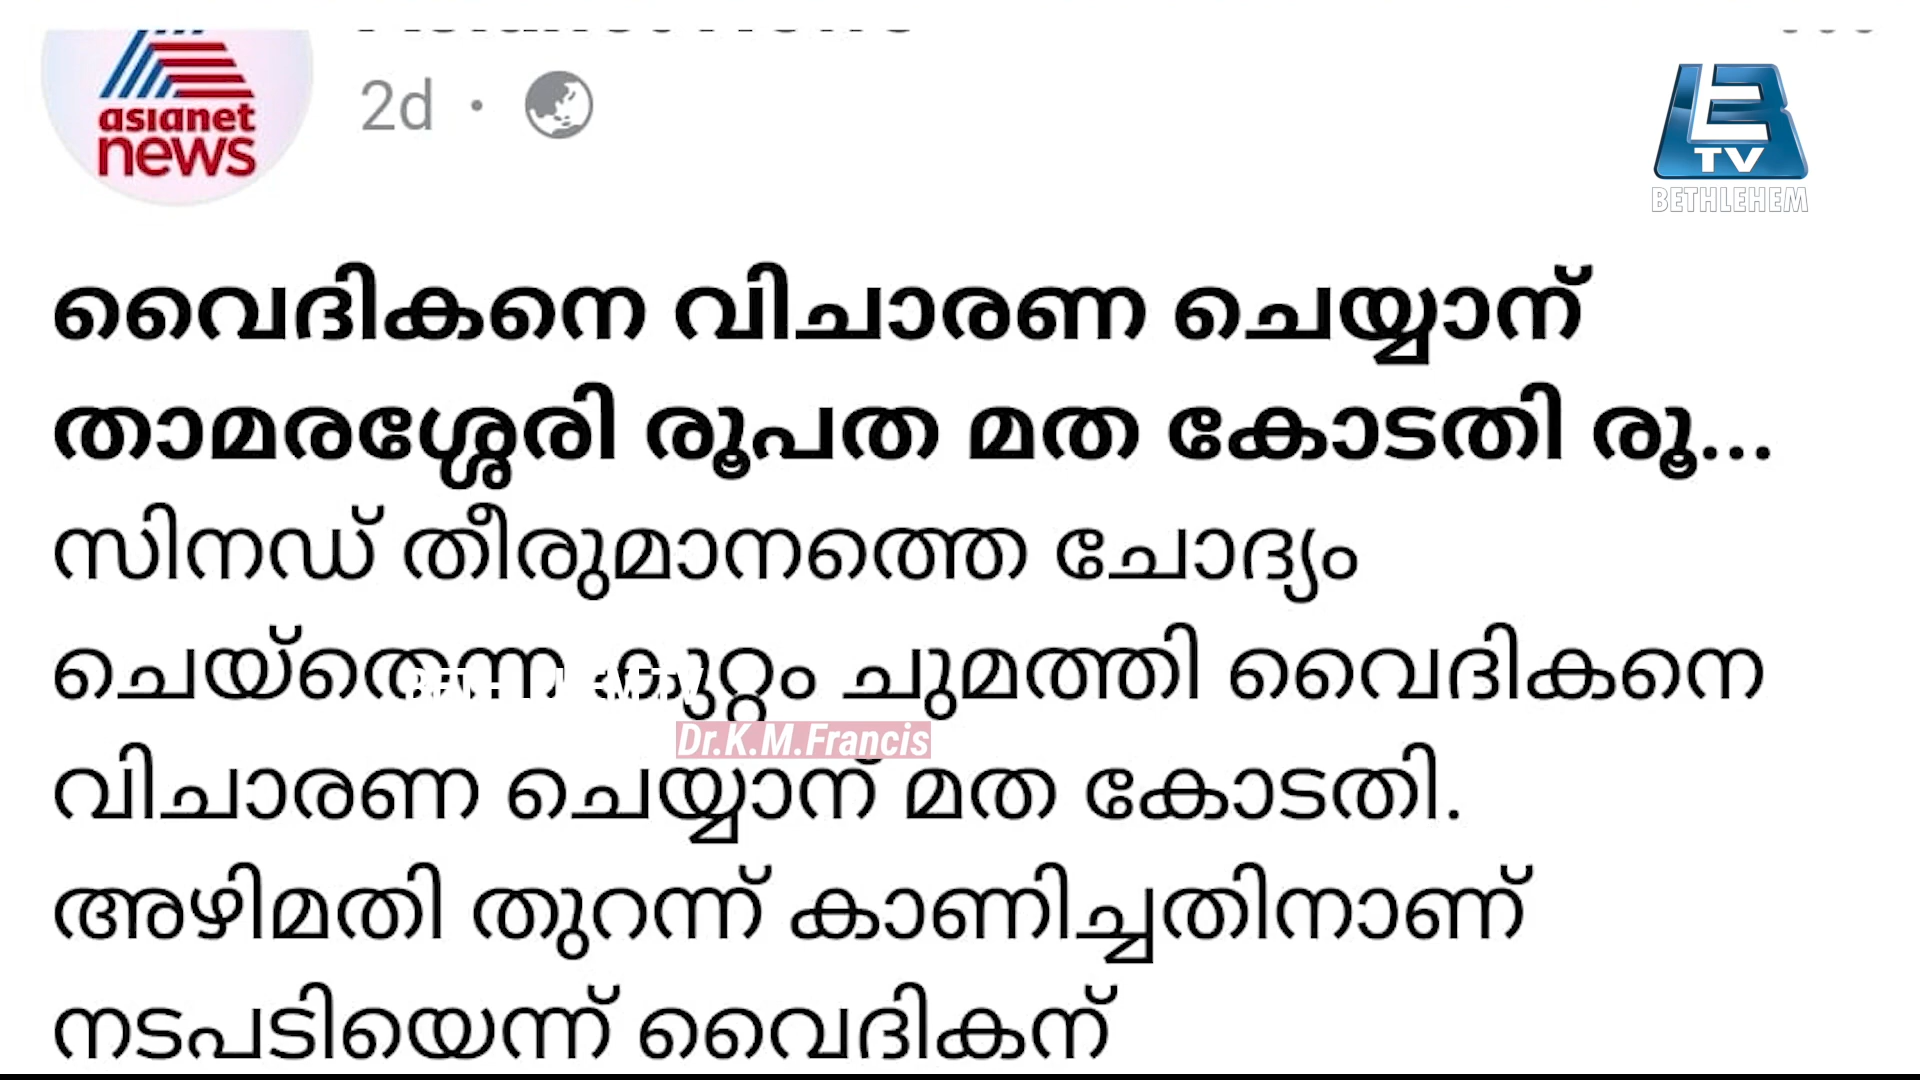 asianet
news
2d
TV
BETHLEHEM
വൈദികനെ വിചാരണ ചെയ്യാന്
താമരശ്ശേരി രൂപത മത കോടതി രൂ...
സിനഡ് തീരുമാനത്തെ ചോദ്യം
ചെയ്തെന്ന കുറ്റം ചുമത്തി വൈദികനെ
Dr.K.M.Francis
വിചാരണ ചെയ്യാന് മത കോടതി.
അഴിമതി തുറന്ന് കാണിച്ചതിനാണ്
നടപടിയെന്ന് വൈദികന്